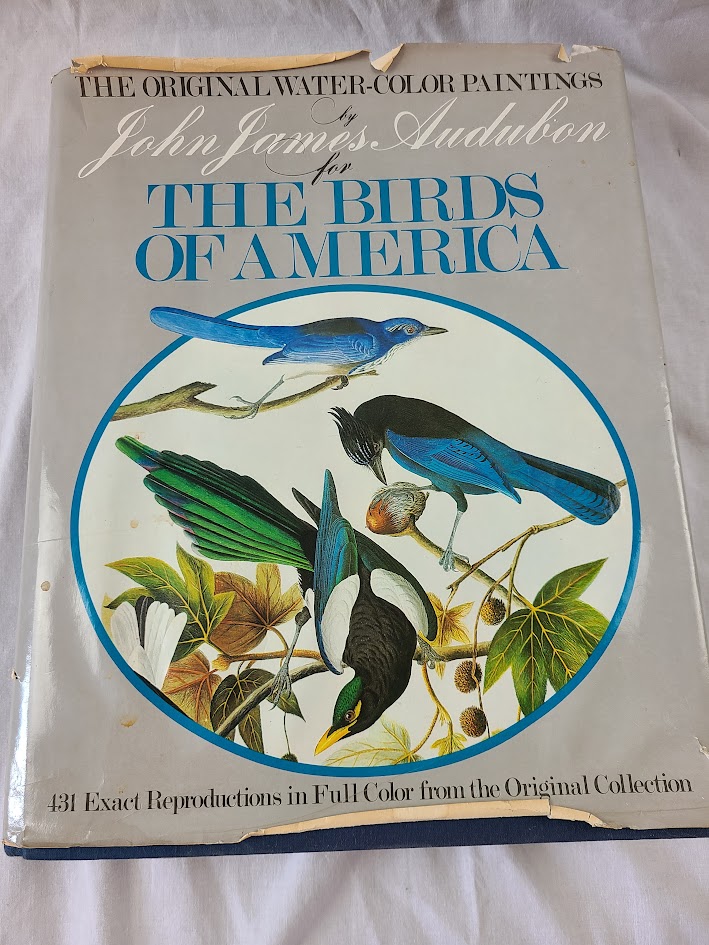 THE ORIGINAL WATER-COLOR PAINTINGS
by
John James Audubon
for
THE BIRDS
OF AMERICA
431 Exact Reproductions in Full Color from the Original Collection